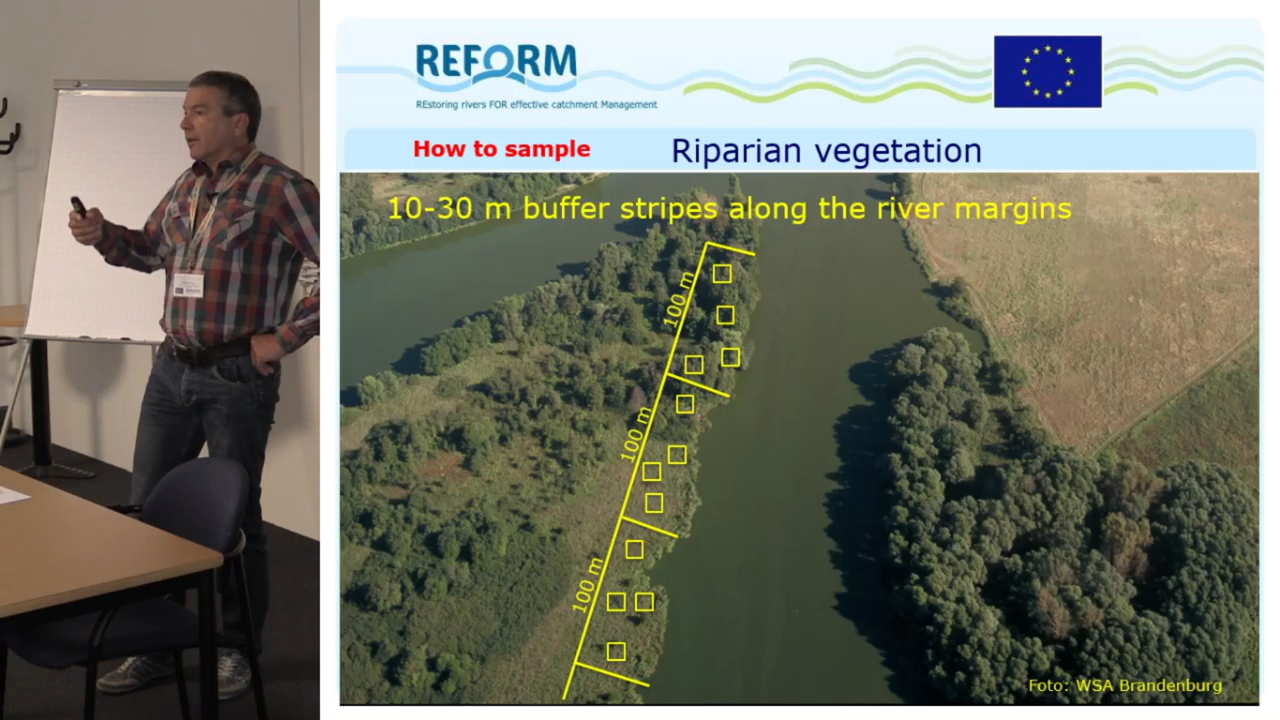 REFORM
REstoring rivers FOR effective catchment Management
How to sample Riparian vegetation
10-30 m buffer stripes along the river margins
100 m
100 m
100 m
Foto: WSA Brandenburg